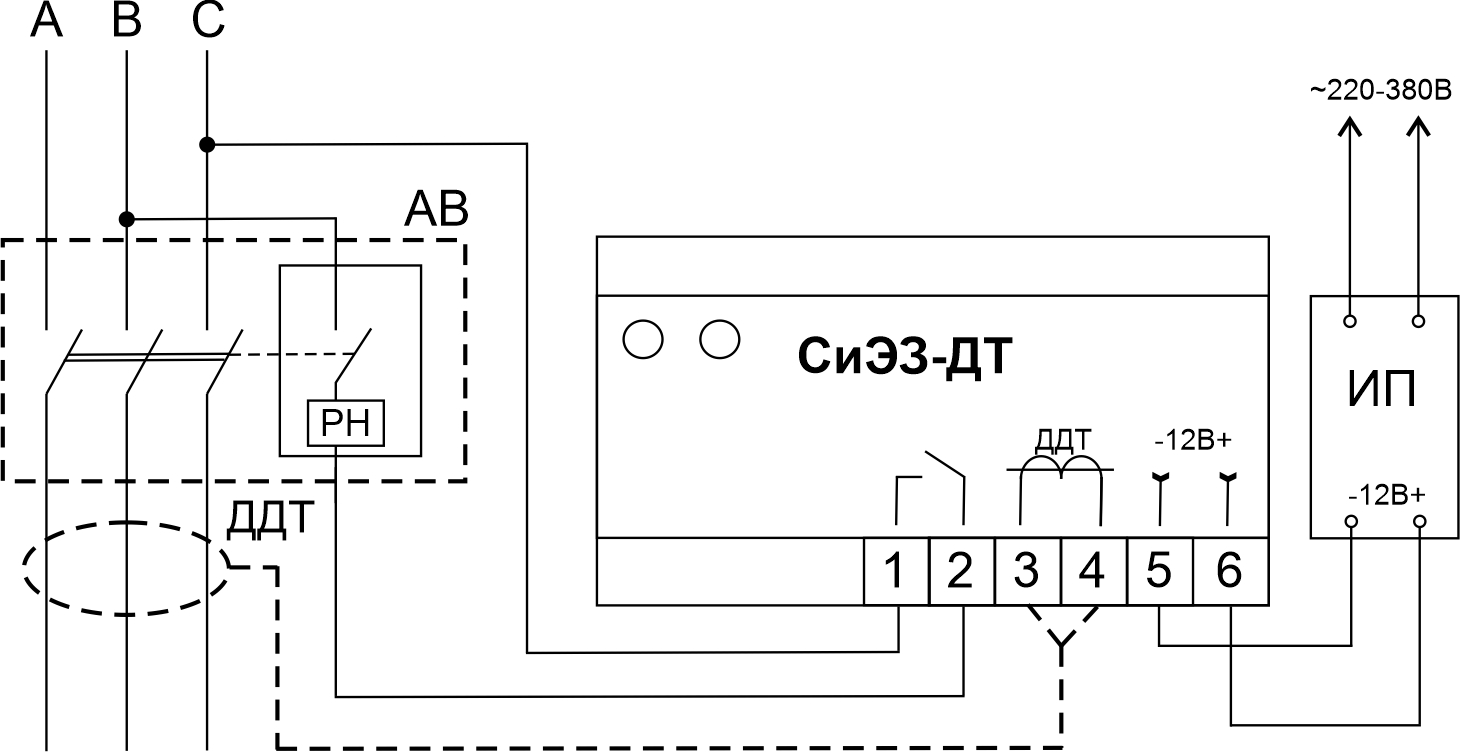 A B C
~220-380В
АВ
СиЭЗ-ДТ
ИП
РН
ДДТ -12В+
-12В+
ДДТ
1 2 3 4 5 6